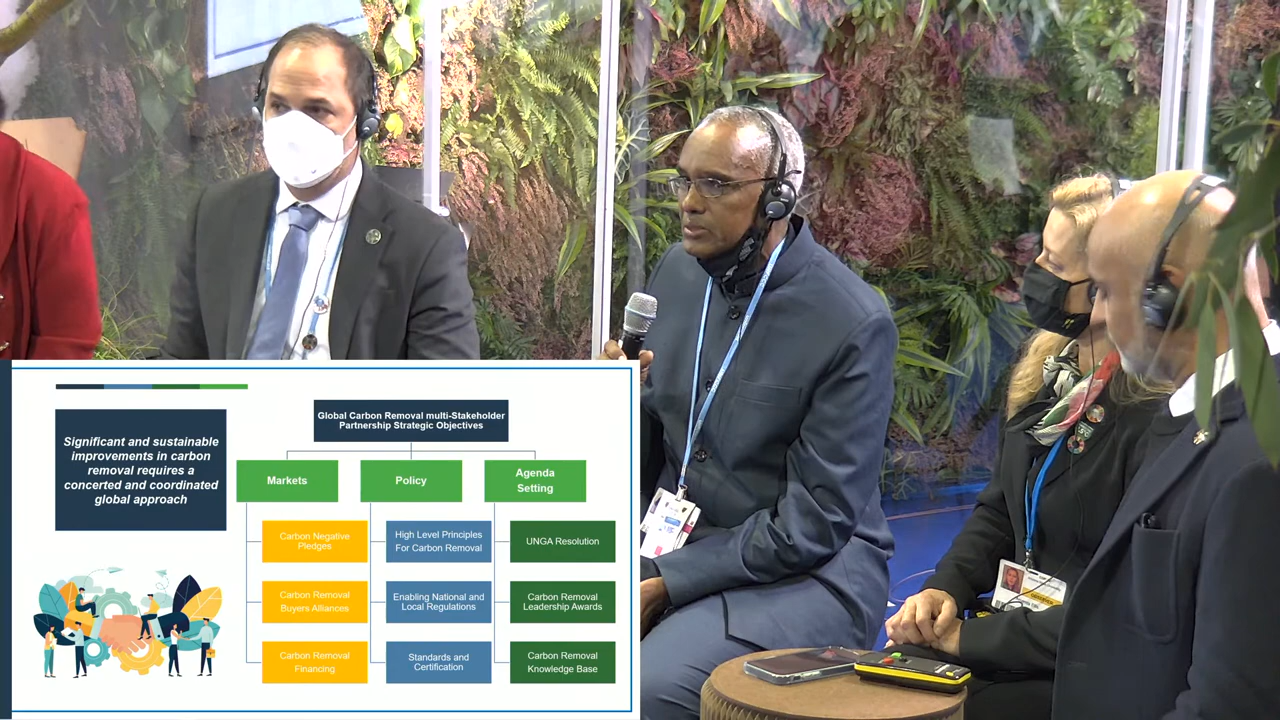 Significant and sustainable
improvements in carbon
removal requires a
concerted and coordinated
global approach
Global Carbon Removal multi-Stakeholder
Partnership Strategic Objectives
Markets
Policy
Agenda
Setting
Carbon Negative
Pledges
High Level Principles
For Carbon Removal
UNGA Resolution
Carbon Removal
Buyers Alliances
Enabling National and
Local Regulations
Carbon Removal
Leadership Awards
Carbon Removal
Financing
Standards and
Certification
Carbon Removal
Knowledge Base